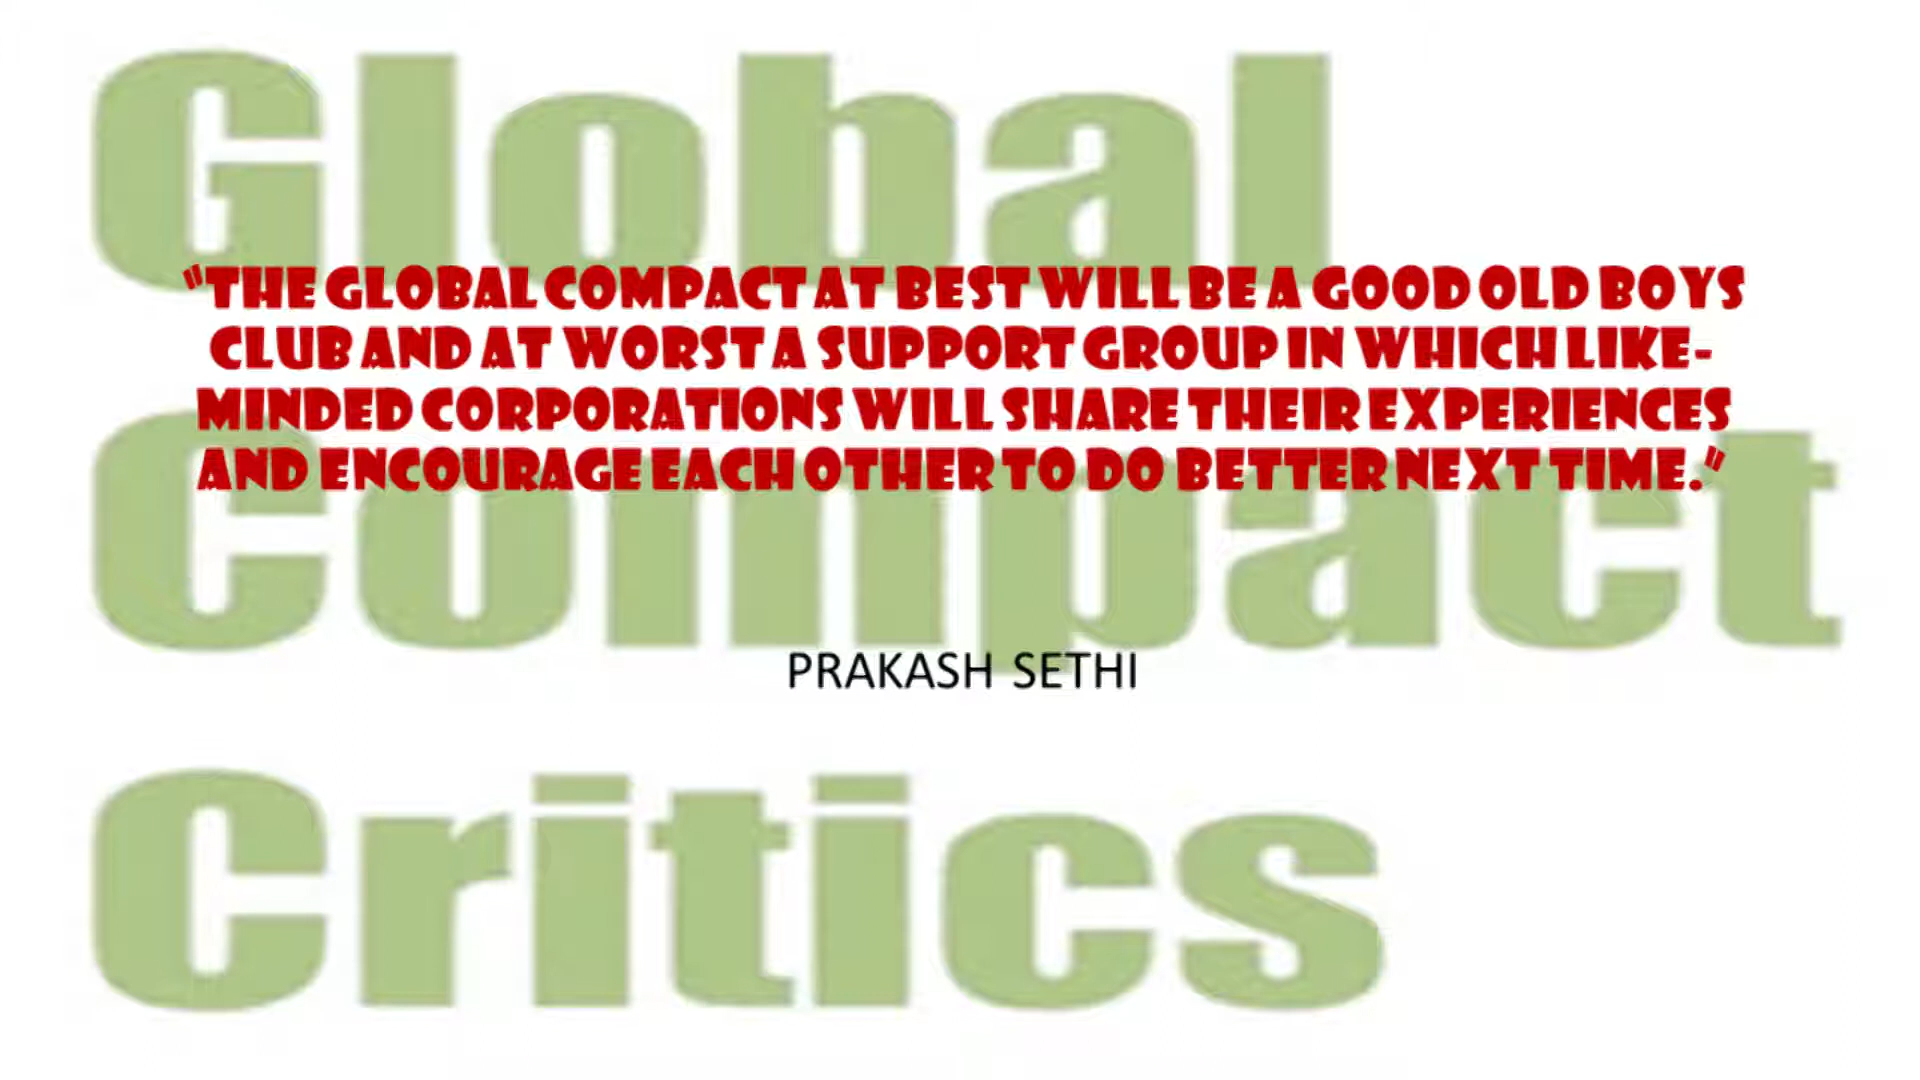 Global
"THE GLOBAL COMPACT AT BEST WILL BE A GOOD OLD BOYS
CLUB AND AT WORST A SUPPORT GROUP IN WHICH LIKE-
MINDED CORPORATIONS WILL SHARE THEIR EXPERIENCES
AND ENCOURAGE EACH OTHER TO DO BETTER NEXT TIME."
Compact
PRAKASH SETHI
Critics